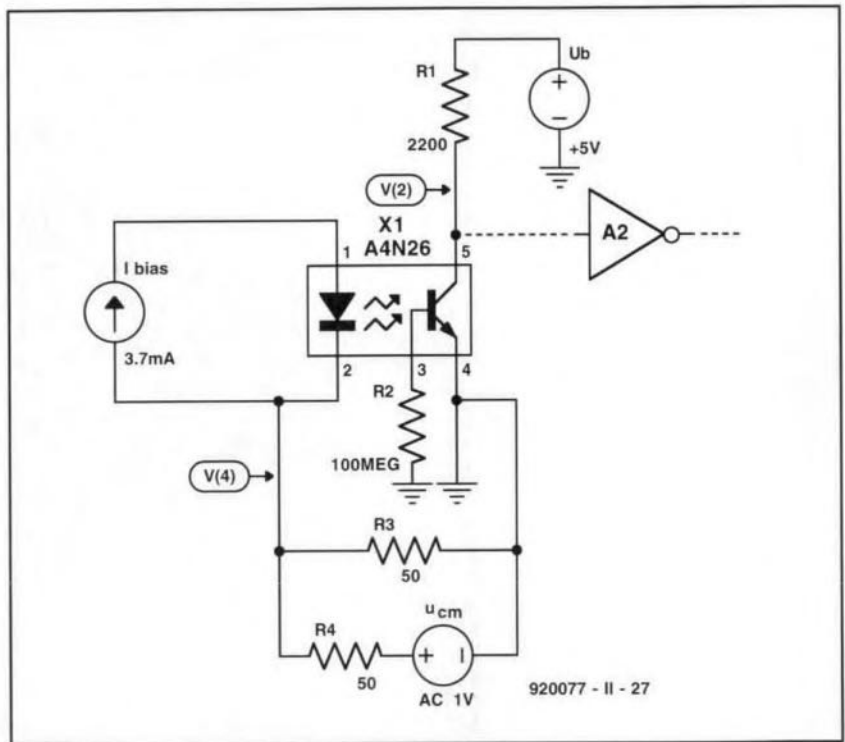 R1
2200
Ub
+
−
+5V
V(2)
X1
A4N26
A2
1
5
I bias
3.7mA
2
3
4
R2
100MEG
V(4)
R3
50
R4
50
ucm
+
I
AC 1V
920077 - II - 27